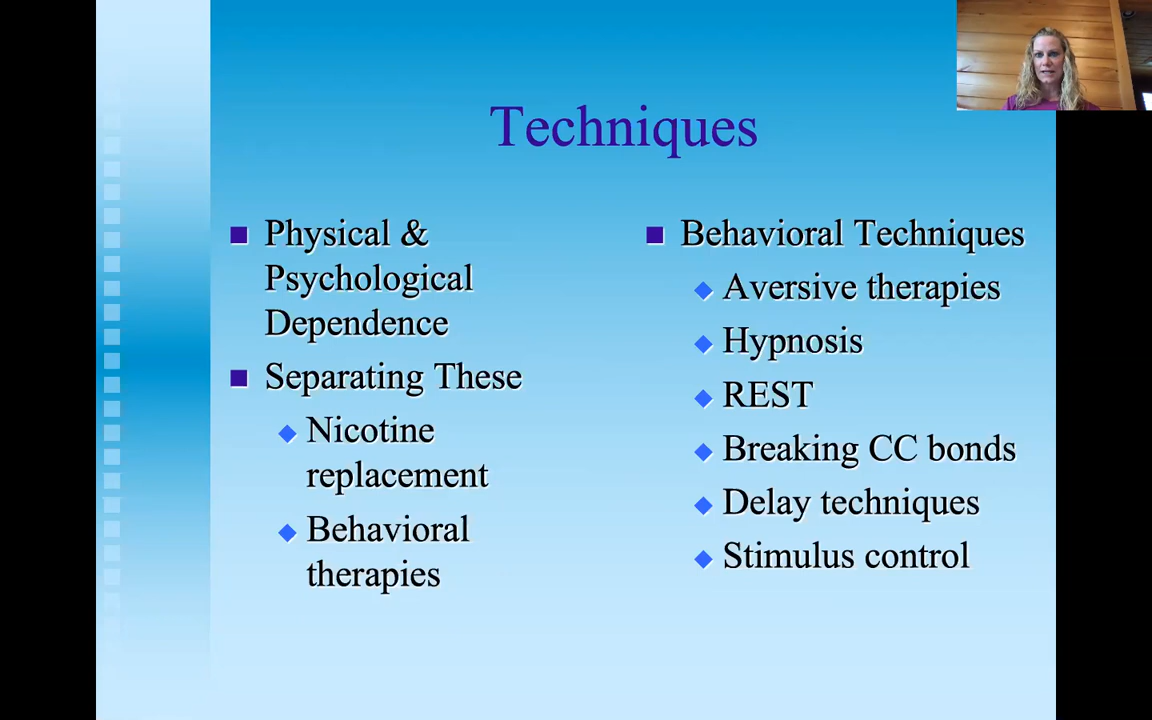 Techniques
Physical &
Psychological
Dependence
Separating These
Nicotine
replacement
Behavioral
therapies
Behavioral Techniques
Aversive therapies
Hypnosis
REST
Breaking CC bonds
Delay techniques
Stimulus control